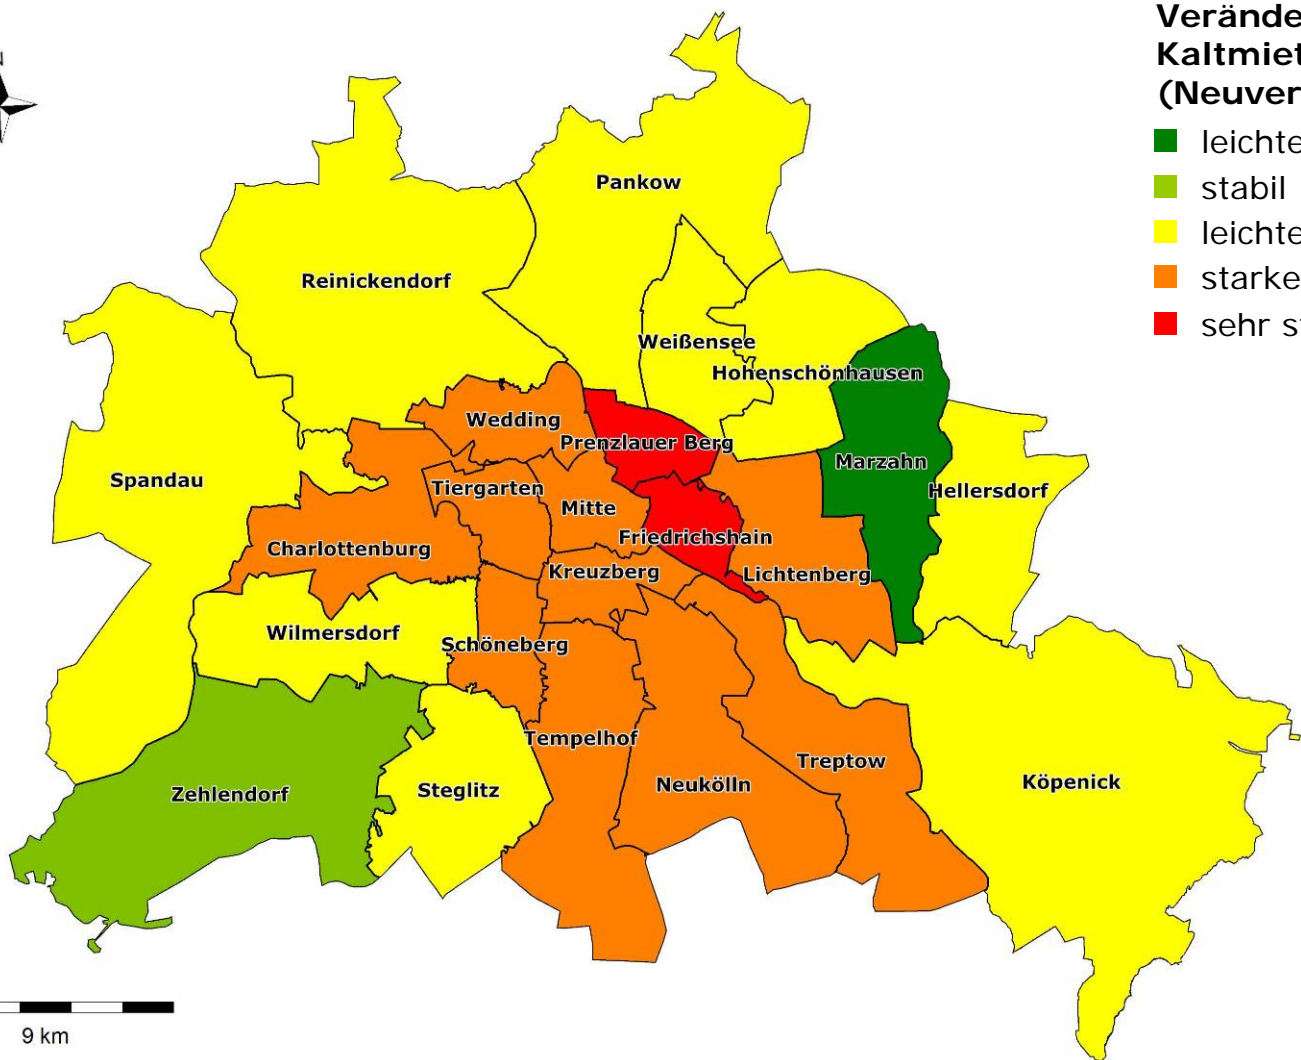 Verände
Kaltmiet
(Neuver
leichte
stabil
leichte
starke
sehr st
N
Pankow
Reinickendorf
Weißensee
Hohenschönhausen
Wedding
Prenzlauer Berg
Marzahn
Spandau
Tiergarten
Hellersdorf
Mitte
Friedrichshain
Charlottenburg
Kreuzberg
Lichtenberg
Wilmersdorf
Schöneberg
Tempelhof
Treptow
Köpenick
Neukölln
Steglitz
Zehlendorf
9 km